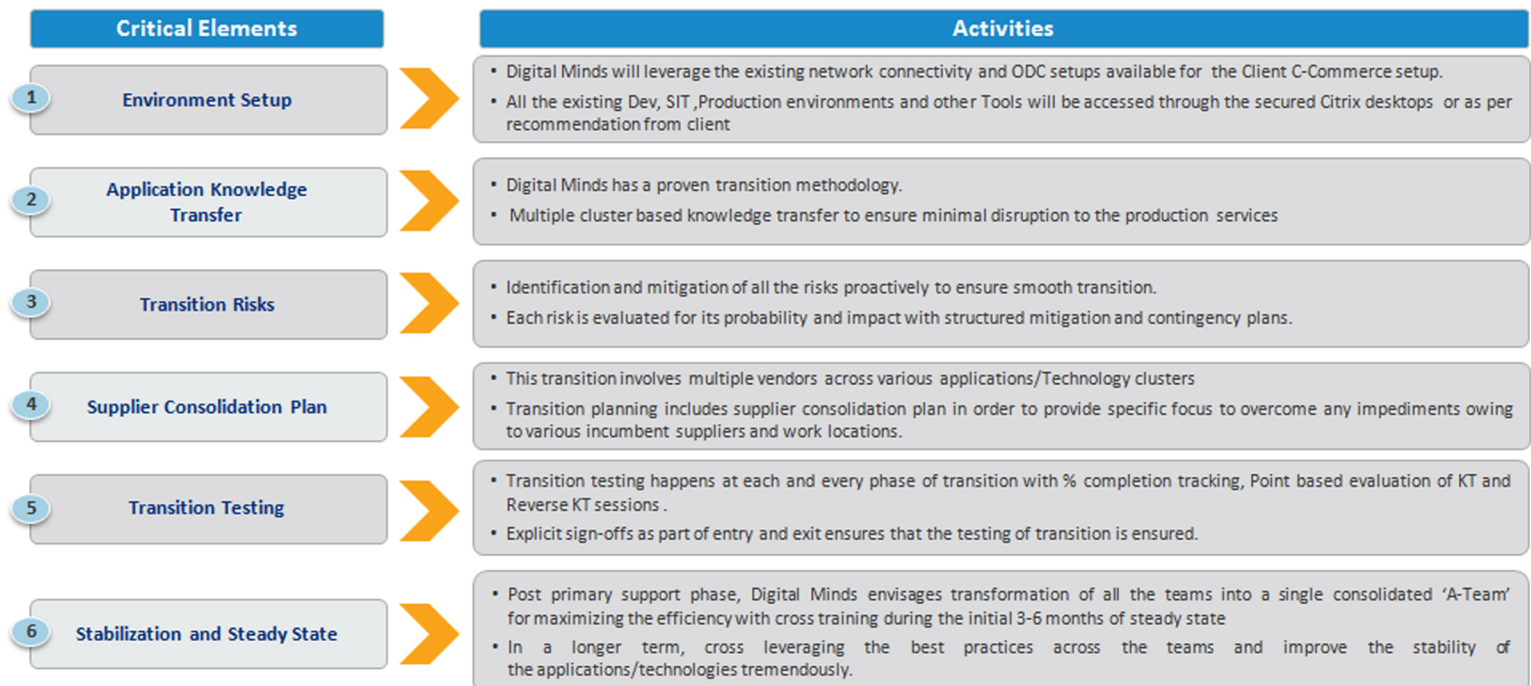 Critical Elements
Activities
1
Environment Setup
• Digital Minds will leverage the existing network connectivity and ODC setups available for the Client C-Commerce setup.
• All the existing Dev, SIT ,Production environments and other Tools will be accessed through the secured Citrix desktops or as per
recommendation from client
2
Application Knowledge
Transfer
• Digital Minds has a proven transition methodology.
• Multiple cluster based knowledge transfer to ensure minimal disruption to the production services
3
Transition Risks
• Identification and mitigation of all the risks proactively to ensure smooth transition.
• Each risk is evaluated for its probability and impact with structured mitigation and contingency plans.
4
Supplier Consolidation Plan
• This transition involves multiple vendors across various applications/Technology clusters
• Transition planning includes supplier consolidation plan in order to provide specific focus to overcome any impediments owing
to various incumbent suppliers and work locations.
5
Transition Testing
• Transition testing happens at each and every phase of transition with % completion tracking, Point based evaluation of KT and
Reverse KT sessions .
• Explicit sign-offs as part of entry and exit ensures that the testing of transition is ensured.
6
Stabilization and Steady State
• Post primary support phase, Digital Minds envisages transformation of all the teams into a single consolidated ‘A-Team’
for maximizing the efficiency with cross training during the initial 3-6 months of steady state
• In a longer term, cross leveraging the best practices across the teams and improve the stability of
the applications/technologies tremendously.